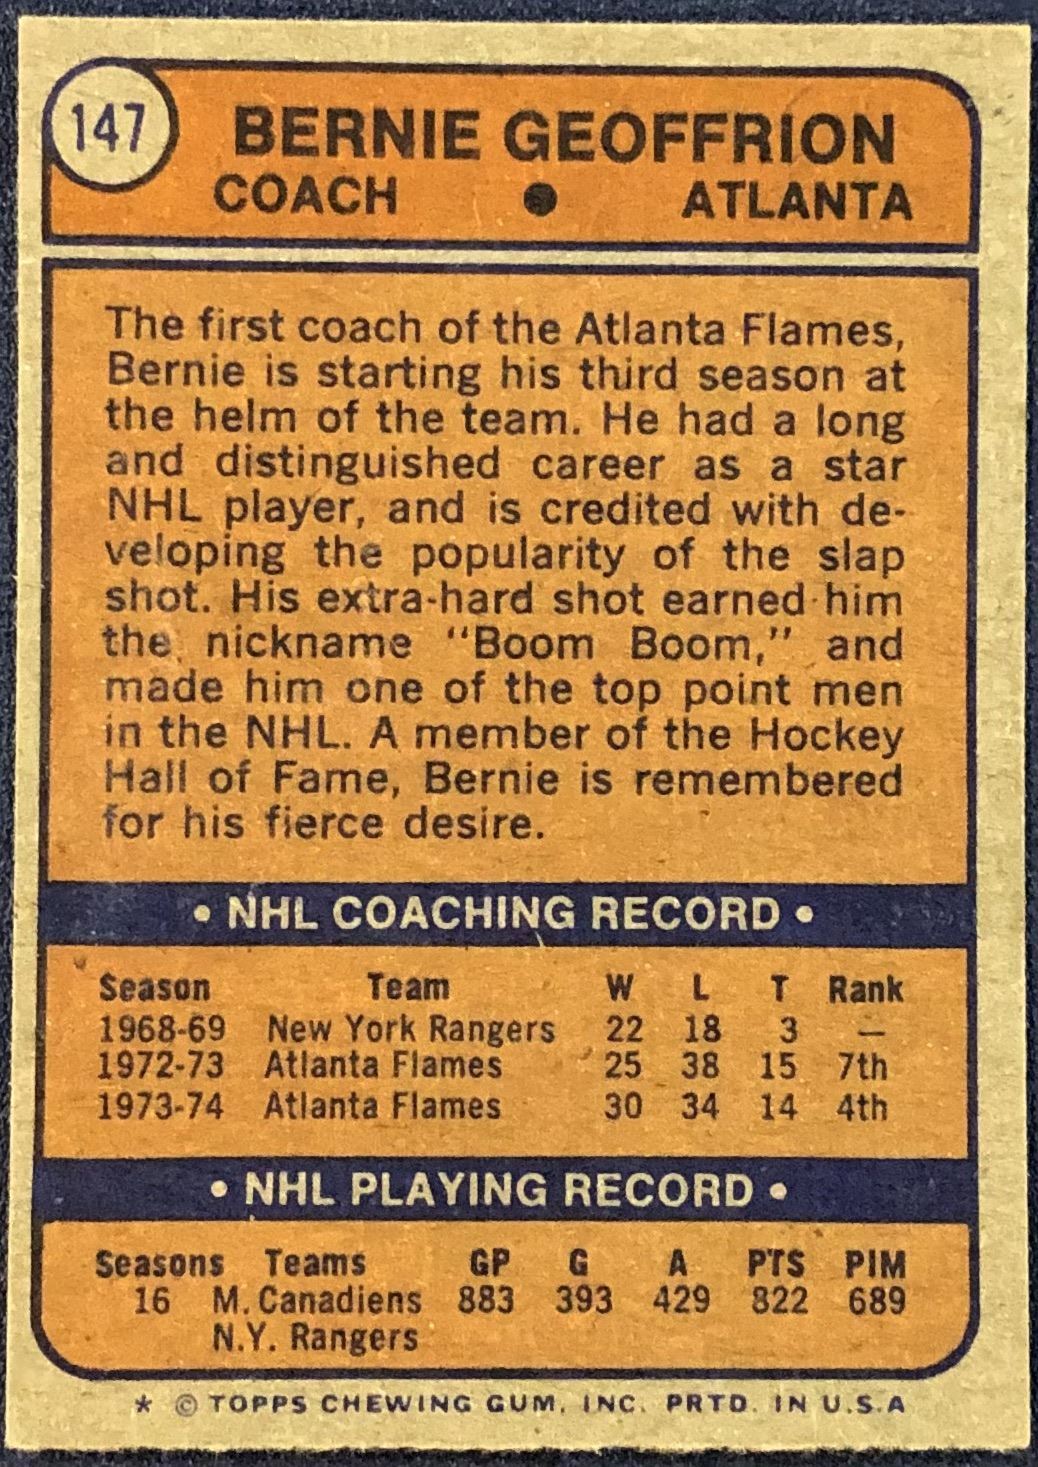 147
BERNIE GEOFFRION
COACH • ATLANTA
The first coach of the Atlanta Flames,
Bernie is starting his third season at
the helm of the team. He had a long
and distinguished career as a star
NHL player, and is credited with de-
veloping the popularity of the slap
shot. His extra-hard shot earned him
the nickname "Boom Boom," and
made him one of the top point men
in the NHL. A member of the Hockey
Hall of Fame, Bernie is remembered
for his fierce desire.
• NHL COACHING RECORD •
Season Team W L T Rank
1968-69 New York Rangers 22 18 3 —
1972-73 Atlanta Flames 25 38 15 7th
1973-74 Atlanta Flames 30 34 14 4th
• NHL PLAYING RECORD •
Seasons Teams GP G A PTS PIM
16 M. Canadiens 883 393 429 822 689
N.Y. Rangers
* © TOPPS CHEWING GUM, INC. PRTD. IN U.S.A